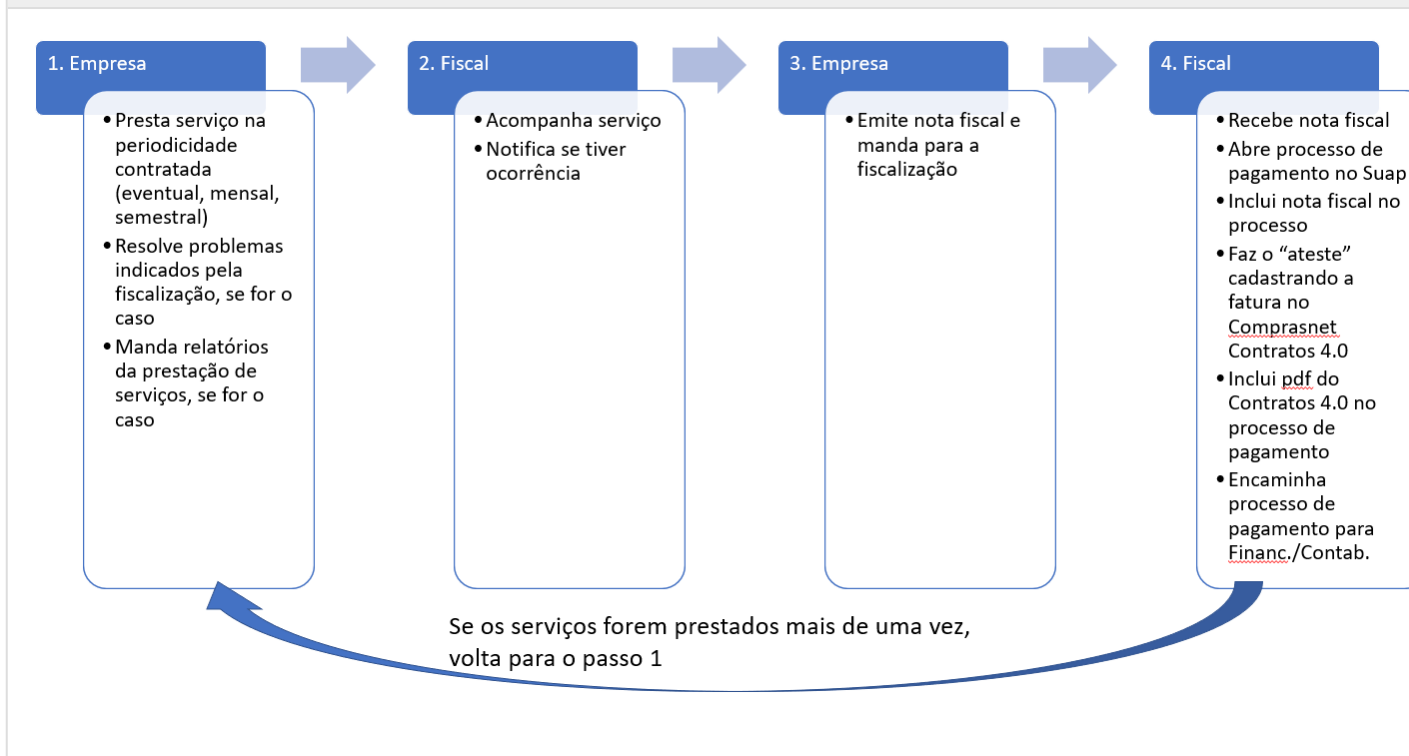 1. Empresa
• Presta serviço na
periodicidade
contratada
(eventual, mensal,
semestral)
• Resolve problemas
indicados pela
fiscalização, se for o
caso
• Manda relatórios
da prestação de
serviços, se for o
caso
2. Fiscal
• Acompanha serviço
• Notifica se tiver
ocorrência
3. Empresa
• Emite nota fiscal e
manda para a
fiscalização
4. Fiscal
• Recebe nota fiscal
• Abre processo de
pagamento no Suap
• Inclui nota fiscal no
processo
• Faz o “ateste”
cadastrando a
fatura no
Comprasnet
Contratos 4.0
• Inclui pdf do
Contratos 4.0 no
processo de
pagamento
• Encaminha
processo de
pagamento para
Financ./Contab.
Se os serviços forem prestados mais de uma vez,
volta para o passo 1